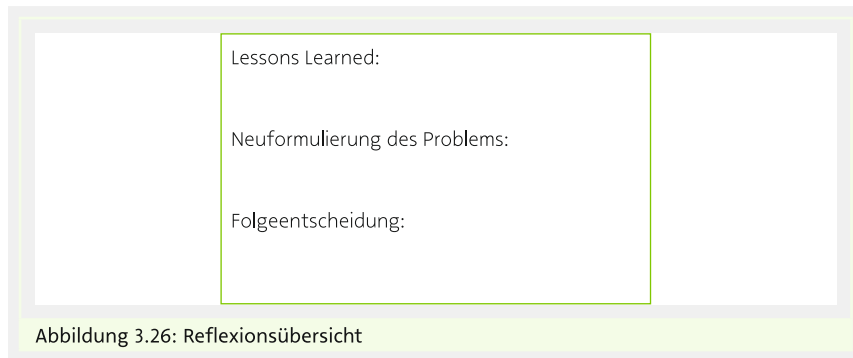 Lessons Learned:
Neuformulierung des Problems:
Folgeentscheidung:
Abbildung 3.26: Reflexionsübersicht